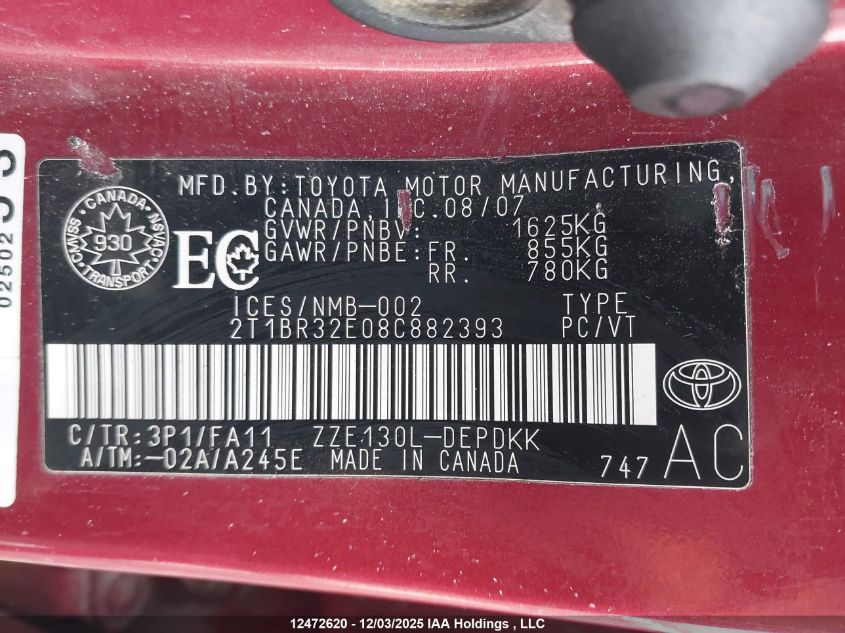 02502533
MFD.BY:TOYOTA MOTOR MANUFACTURING,
CANADA, C.08/07
GVWR/PNBV: 1625KG
GAWR/PNBE:FR. 855KG
RR. 780KG
CANADA
CMVSS NSVAC
930
TRANSPORT
EC
ICES/NMB-002 TYPE
2T1BR32E08C882393 PC/VT
C/TR:3P1/FA11 ZZE130L-DEPDKK
A/TM:-02A/A245E MADE IN CANADA
747 AC
12472620 - 12/03/2025 IAA Holdings , LLC